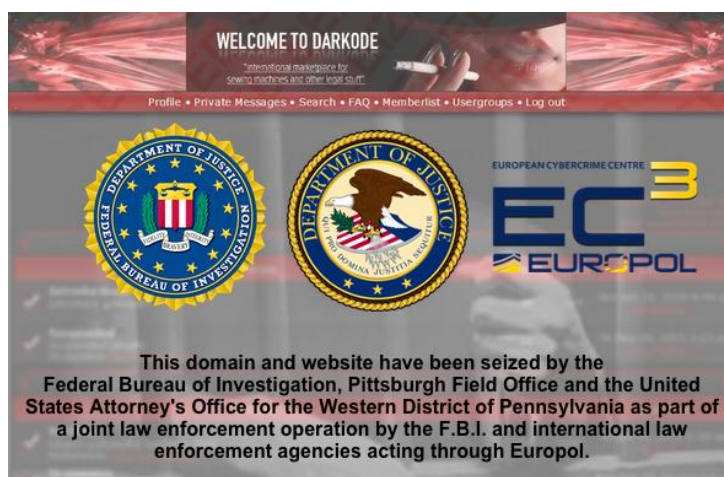 WELCOME TO DARKODE
"international marketplace for
sewing machines and other legal stuff"
Profile • Private Messages • Search • FAQ • Memberlist • Usergroups • Log out
DEPARTMENT OF JUSTICE
FEDERAL BUREAU OF INVESTIGATION
FIDELITY BRAVERY INTEGRITY
DEPARTMENT OF JUSTICE
QUI PRO DOMINA JUSTITIA SEQUITUR
EUROPEAN CYBERCRIME CENTRE
EC3
EUROPOL
This domain and website have been seized by the
Federal Bureau of Investigation, Pittsburgh Field Office and the United
States Attorney's Office for the Western District of Pennsylvania as part of
a joint law enforcement operation by the F.B.I. and international law
enforcement agencies acting through Europol.